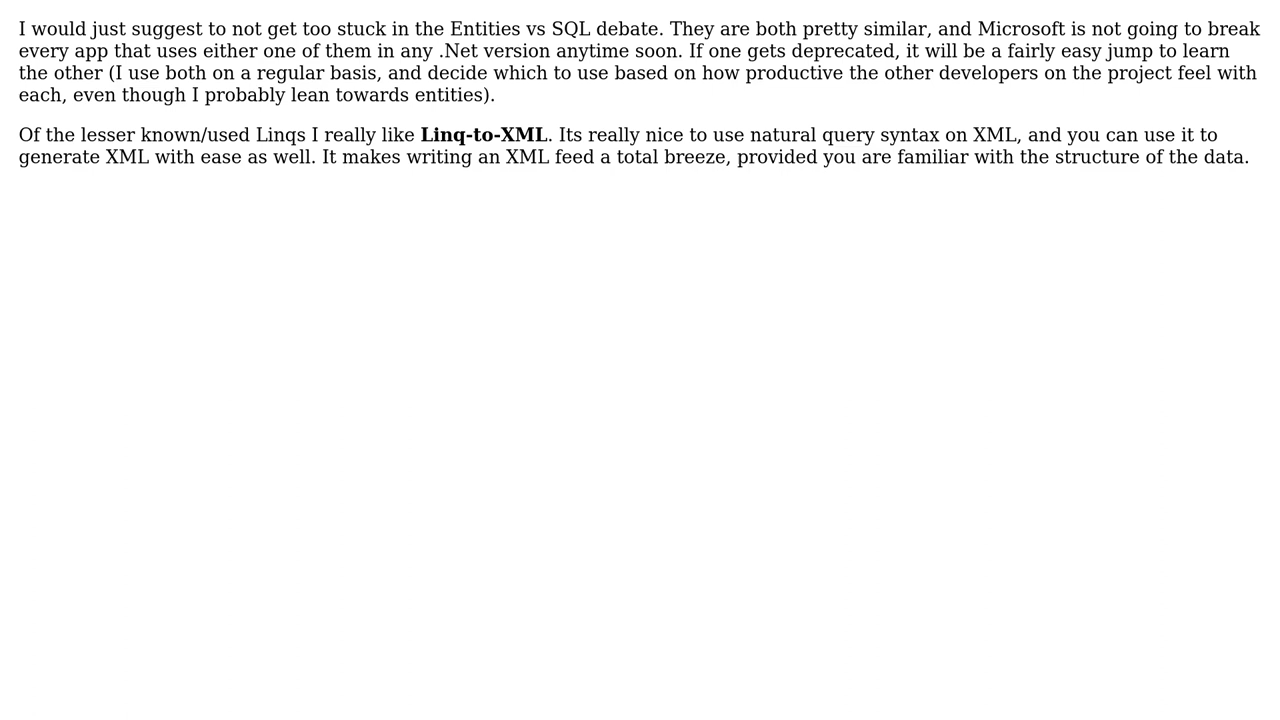 I would just suggest to not get too stuck in the Entities vs SQL debate. They are both pretty similar, and Microsoft is not going to break
every app that uses either one of them in any .Net version anytime soon. If one gets deprecated, it will be a fairly easy jump to learn
the other (I use both on a regular basis, and decide which to use based on how productive the other developers on the project feel with
each, even though I probably lean towards entities).
Of the lesser known/used Linqs I really like Linq-to-XML. Its really nice to use natural query syntax on XML, and you can use it to
generate XML with ease as well. It makes writing an XML feed a total breeze, provided you are familiar with the structure of the data.